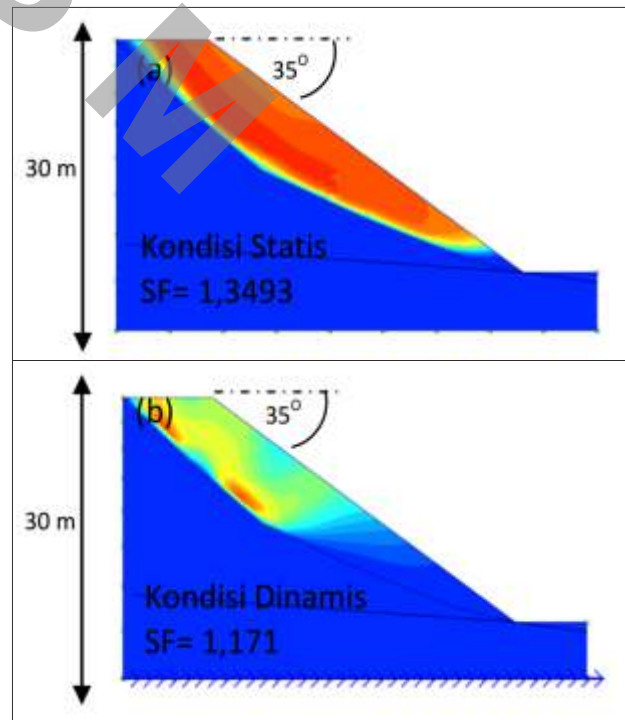 (a)
35°
30 m
Kondisi Statis
SF= 1,3493
(b)
35°
30 m
Kondisi Dinamis
SF= 1,171